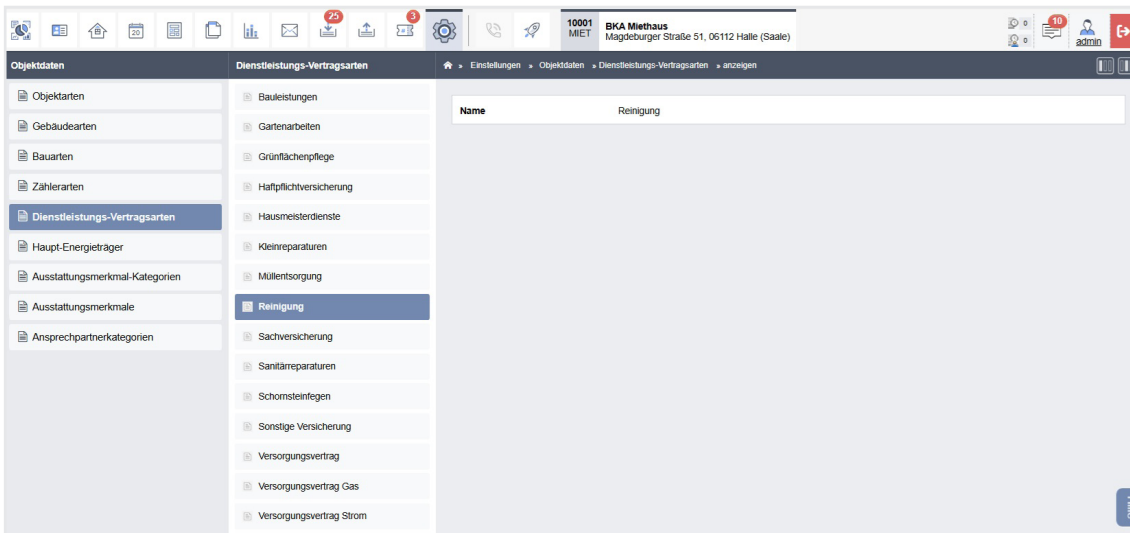 25
3
10
20
10001
MIET
BKA Miethaus
Magdeburger Straße 51, 06112 Halle (Saale)
0
0
admin
Objektdaten
Dienstleistungs-Vertragsarten
» Einstellungen » Objektdaten » Dienstleistungs-Vertragsarten » anzeigen
Objektarten
Gebäudearten
Bauarten
Zählerarten
Dienstleistungs-Vertragsarten
Haupt-Energieträger
Ausstattungsmerkmal-Kategorien
Ausstattungsmerkmale
Ansprechpartnerkategorien
Bauleistungen
Gartenarbeiten
Grünflächenpflege
Haftpflichtversicherung
Hausmeisterdienste
Kleinreparaturen
Müllentsorgung
Reinigung
Sachversicherung
Sanitärreparaturen
Schornsteinfegen
Sonstige Versicherung
Versorgungsvertrag
Versorgungsvertrag Gas
Versorgungsvertrag Strom
Name Reinigung